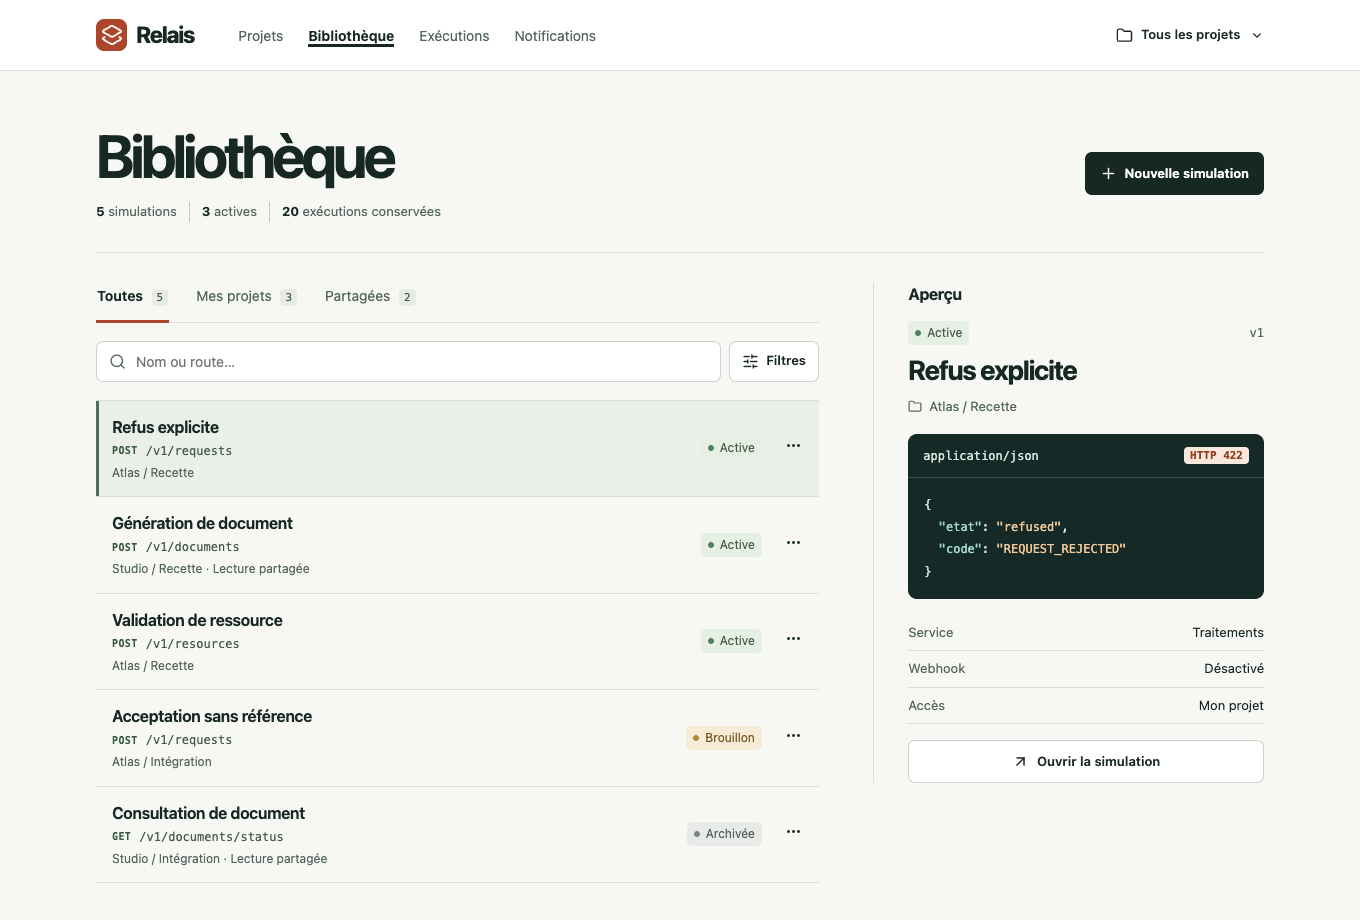 Relais
Projets
Bibliothèque
Exécutions
Notifications
Tous les projets
Bibliothèque
5 simulations
3 actives
20 exécutions conservées
Nouvelle simulation
Toutes 5
Mes projets 3
Partagées 2
Nom ou route...
Filtres
Refus explicite
POST /v1/requests
Atlas / Recette
Active
Génération de document
POST /v1/documents
Studio / Recette · Lecture partagée
Active
Validation de ressource
POST /v1/resources
Atlas / Recette
Active
Acceptation sans référence
POST /v1/requests
Atlas / Intégration
Brouillon
Consultation de document
GET /v1/documents/status
Studio / Intégration · Lecture partagée
Archivée
Aperçu
Active
v1
Refus explicite
Atlas / Recette
application/json
HTTP 422
{
"etat": "refused",
"code": "REQUEST_REJECTED"
}
Service Traitements
Webhook Désactivé
Accès Mon projet
Ouvrir la simulation